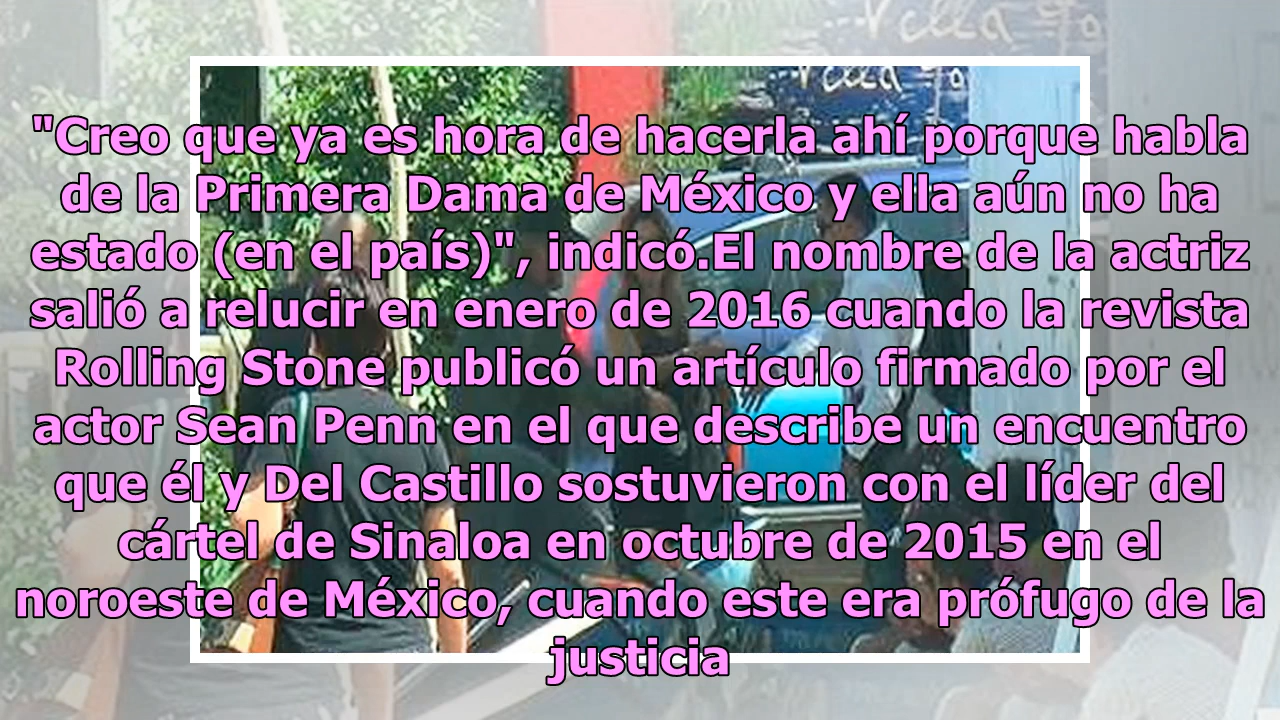 ...Vella
Vella
"Creo que ya es hora de hacerla ahí porque habla
de la Primera Dama de México y ella aún no ha
estado (en el país)", indicó.El nombre de la actriz
salió a relucir en enero de 2016 cuando la revista
Rolling Stone publicó un artículo firmado por el
actor Sean Penn en el que describe un encuentro
que él y Del Castillo sostuvieron con el líder del
cártel de Sinaloa en octubre de 2015 en el
noroeste de México, cuando este era prófugo de la
justicia